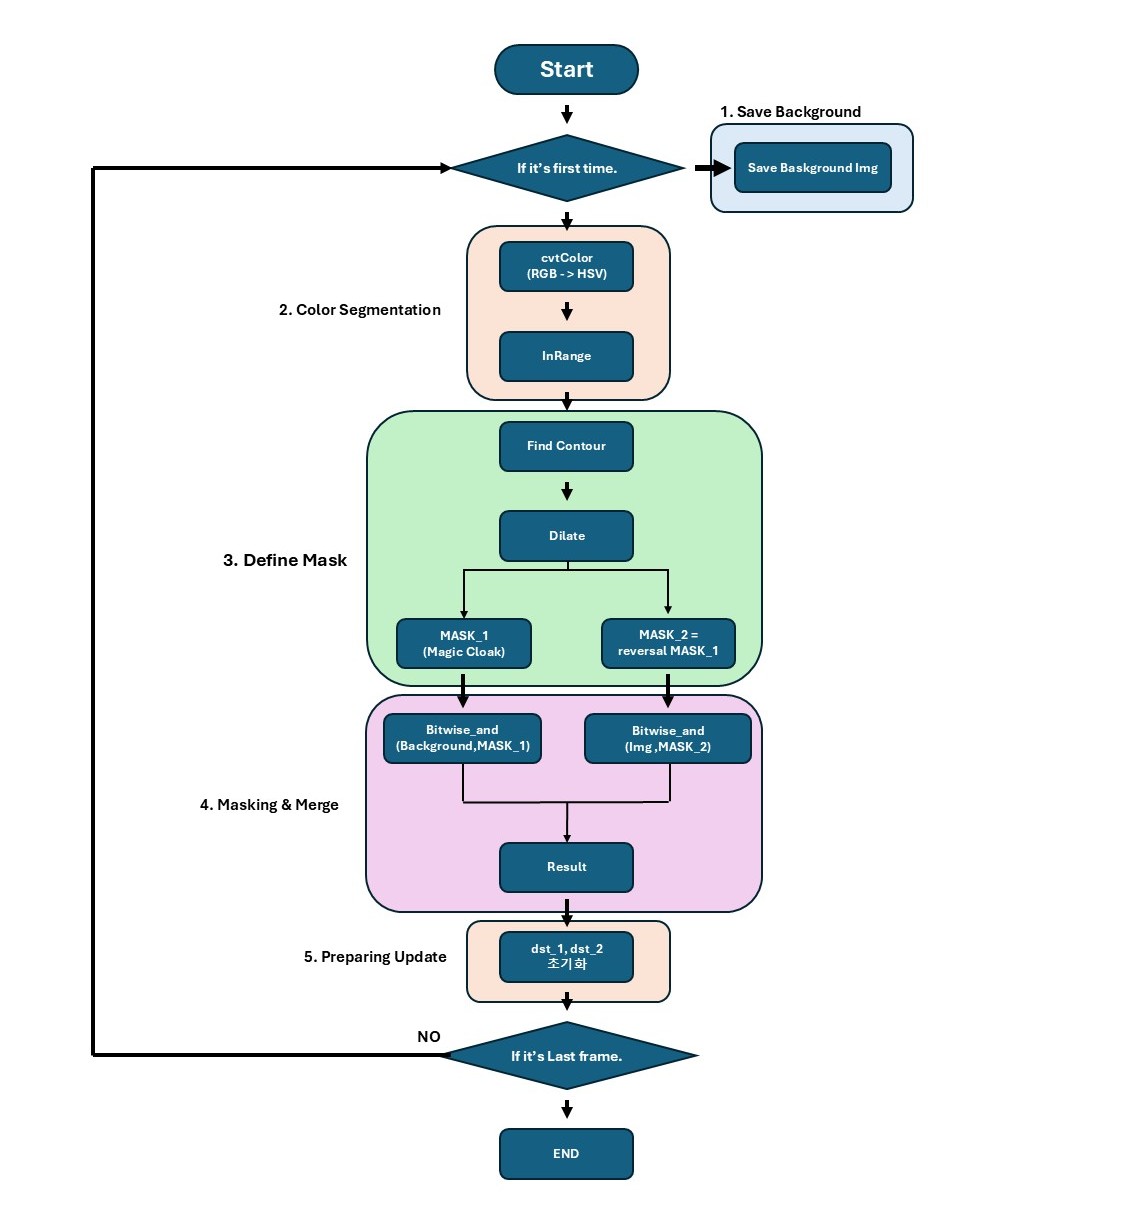 Start
1. Save Background
If it's first time.
Save Baskground Img
cvtColor
(RGB -> HSV)
2. Color Segmentation
InRange
Find Contour
Dilate
3. Define Mask
MASK_1
(Magic Cloak)
MASK_2 =
reversal MASK_1
Bitwise_and
(Background,MASK_1)
Bitwise_and
(Img ,MASK_2)
4. Masking & Merge
Result
5. Preparing Update
dst_1, dst_2
초기화
NO
If it's Last frame.
END